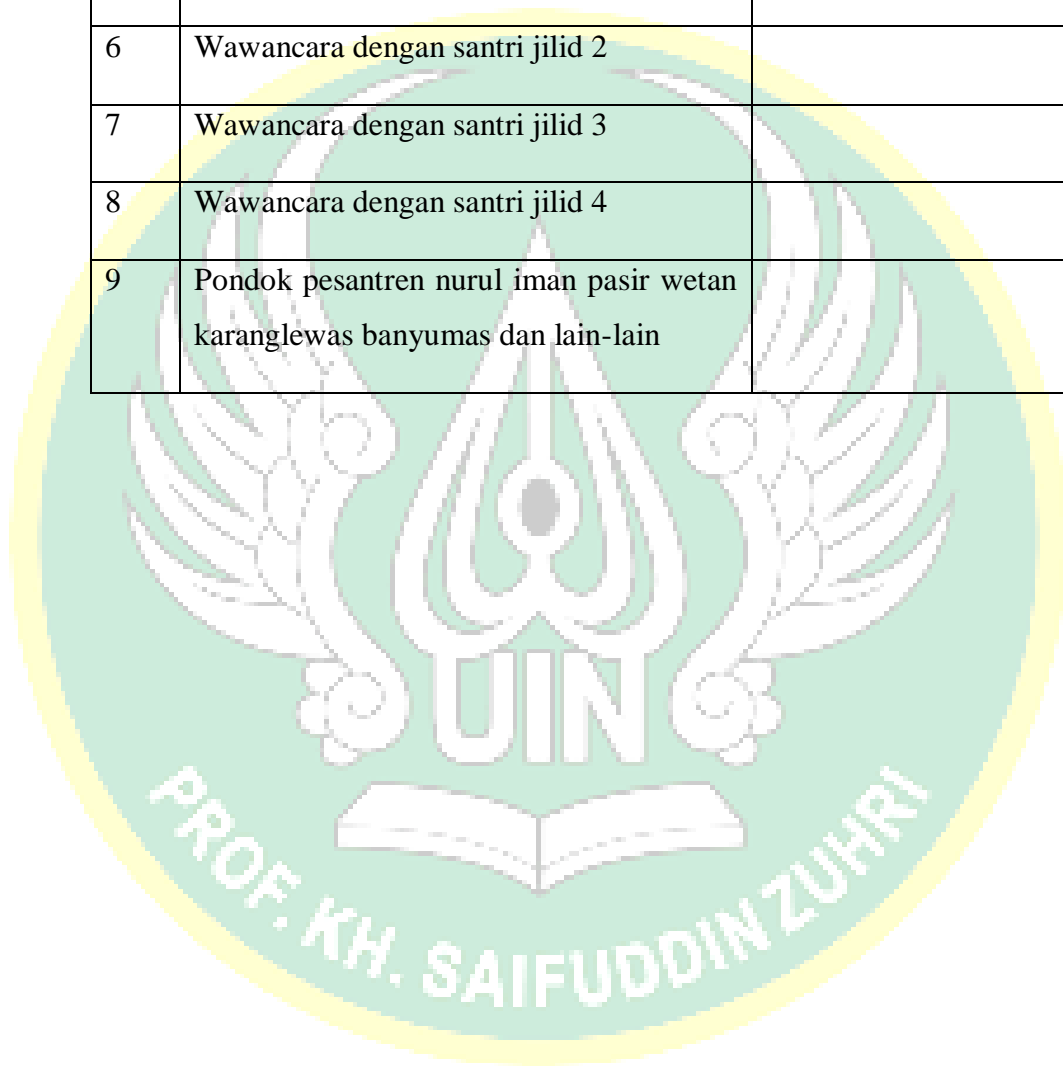 6 Wawancara dengan santri jilid 2
7 Wawancara dengan santri jilid 3
8 Wawancara dengan santri jilid 4
9 Pondok pesantren nurul iman pasir wetan
karanglewas banyumas dan lain-lain
UIN
PROF. KH. SAIFUDDIN ZUHRI